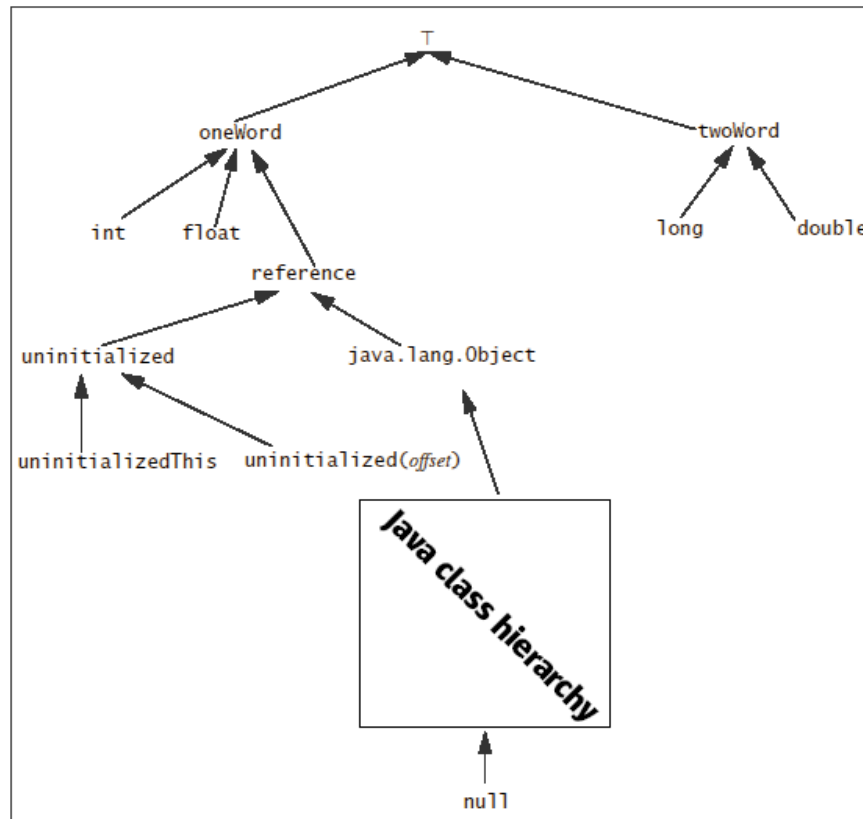 ⊤
oneWord
twoWord
int
float
long
double
reference
uninitialized
java.lang.Object
uninitializedThis
uninitialized(offset)
Java class hierarchy
null